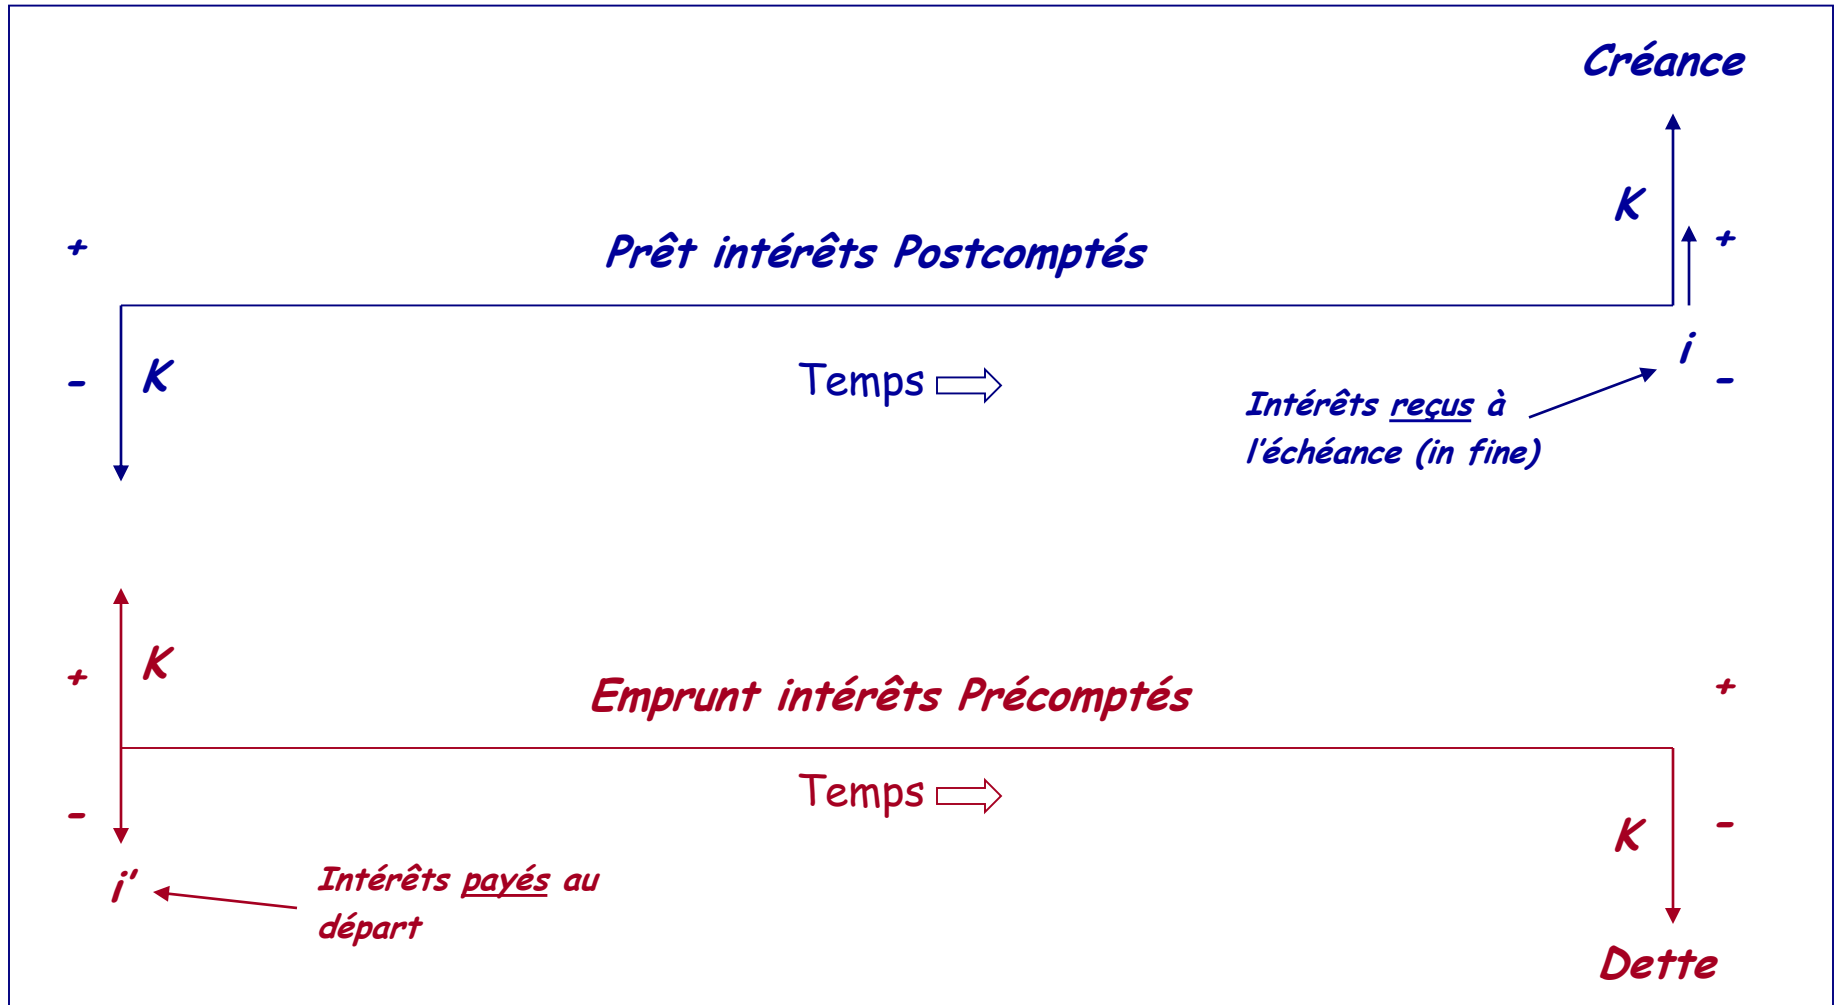 Créance
K
+ Prêt intérêts Postcomptés +
i
- K Temps -
Intérêts reçus à
l'échéance (in fine)
K
+ Emprunt intérêts Précomptés +
Temps
- K -
i'
Intérêts payés au
départ
Dette